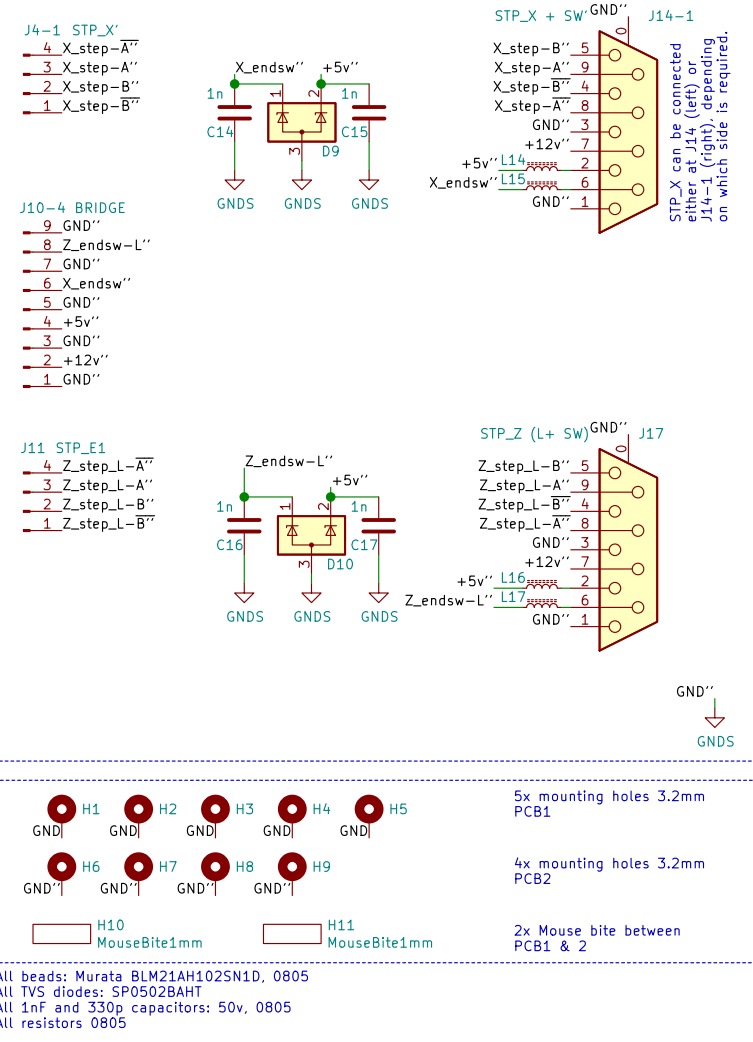 J4-1 STP_X'
4 X_step-A''
3 X_step-A''
2 X_step-B''
1 X_step-B''
X_endsw'' +5v''
1n 1 2 1n
C14 D9 C15
3
GNDS GNDS GNDS
STP_X + SW' GND'' J14-1
0
X_step-B'' 5
X_step-A'' 9
X_step-B'' 4
X_step-A'' 8
GND'' 3
+12v'' 7
+5v'' L14 2
X_endsw'' L15 6
GND'' 1
STP_X can be connected
either at J14 (left) or
J14-1 (right), depending
on which side is required.
J10-4 BRIDGE
9 GND''
8 Z_endsw-L''
7 GND''
6 X_endsw''
5 GND''
4 +5v''
3 GND''
2 +12v''
1 GND''
J11 STP_E1
4 Z_step_L-A''
3 Z_step_L-A''
2 Z_step_L-B''
1 Z_step_L-B''
Z_endsw-L''
+5v''
1n 1 2 1n
C16 D10 C17
3
GNDS GNDS GNDS
STP_Z (L+ SW) GND'' J17
0
Z_step_L-B'' 5
Z_step_L-A'' 9
Z_step_L-B'' 4
Z_step_L-A'' 8
GND'' 3
+12v'' 7
+5v'' L16 2
Z_endsw-L'' L17 6
GND'' 1
GND''
GNDS
H1 H2 H3 H4 H5
GND GND GND GND GND
5x mounting holes 3.2mm
PCB1
H6 H7 H8 H9
GND'' GND'' GND'' GND''
4x mounting holes 3.2mm
PCB2
H10
MouseBite1mm
H11
MouseBite1mm
2x Mouse bite between
PCB1 & 2
All beads: Murata BLM21AH102SN1D, 0805
All TVS diodes: SP0502BAHT
All 1nF and 330p capacitors: 50v, 0805
All resistors 0805